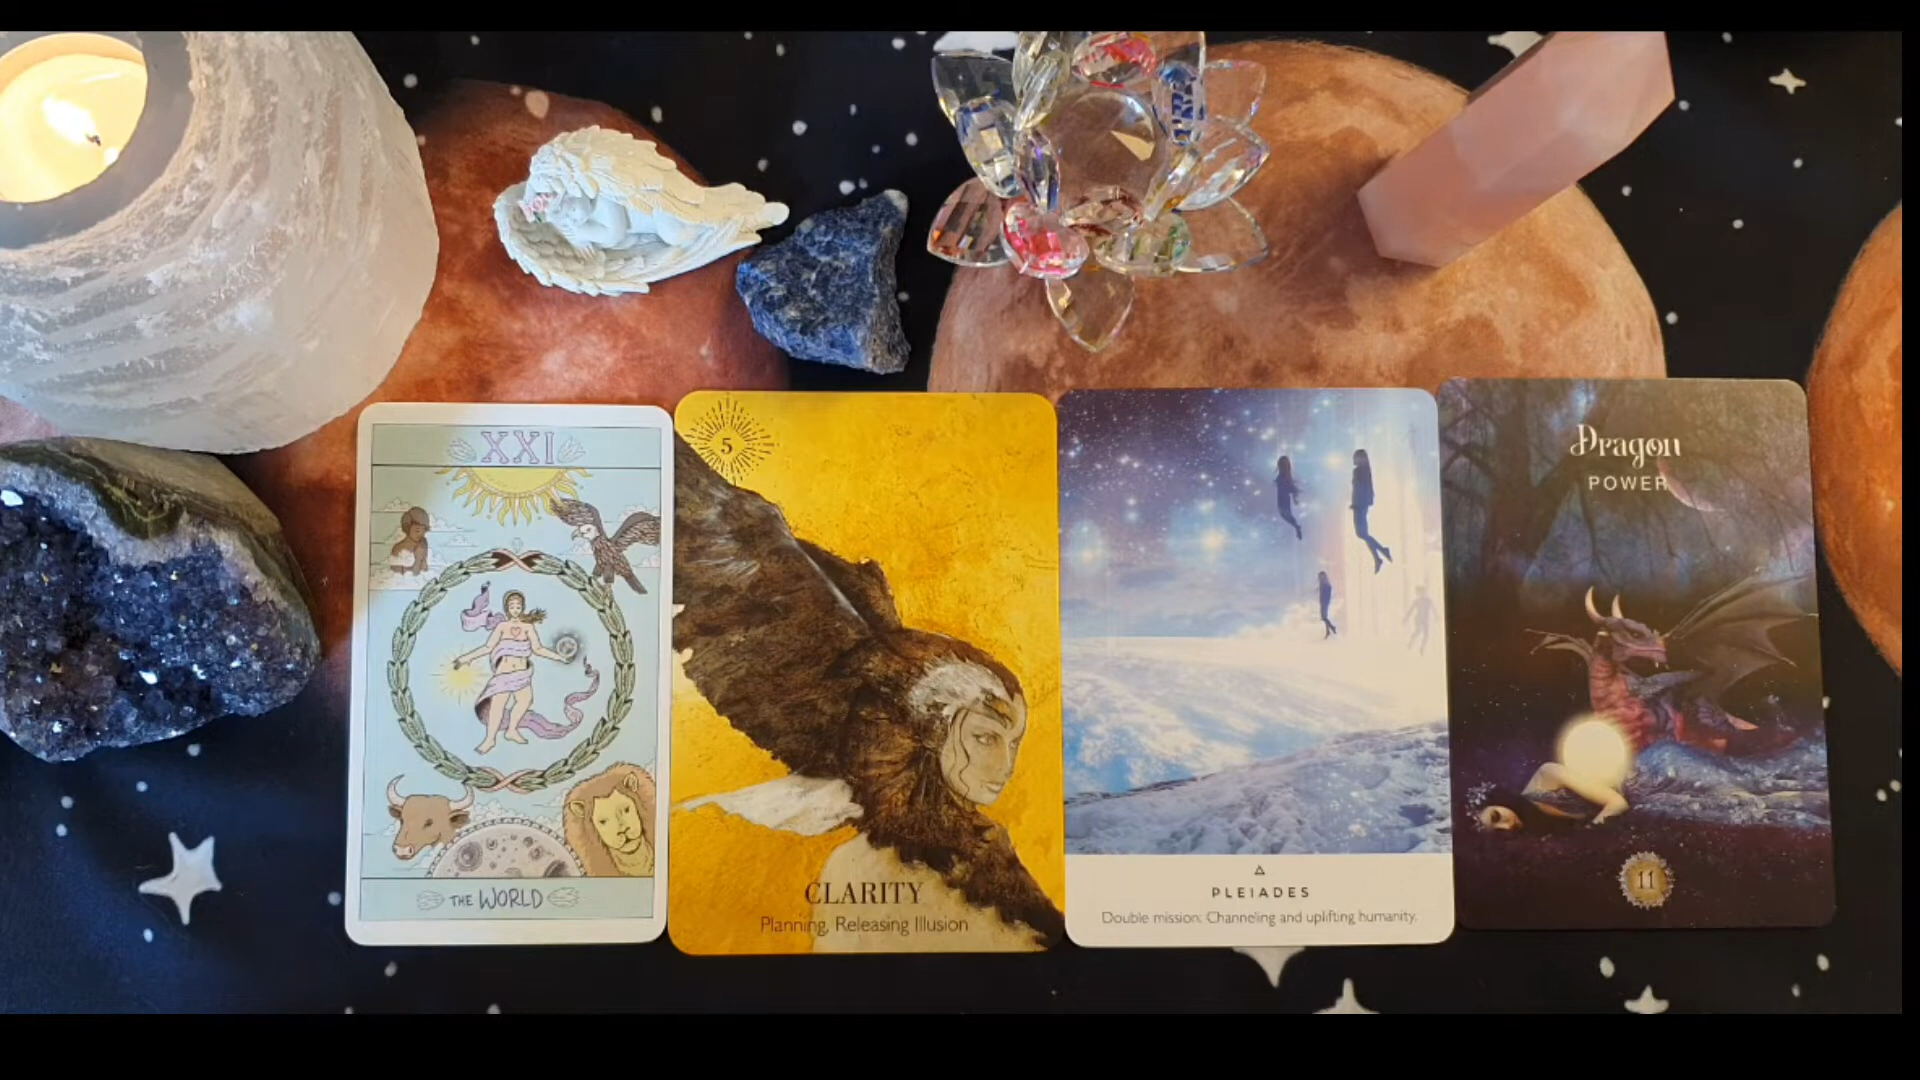 XXI
THE WORLD
5
CLARITY
Planning, Releasing Illusion
PLEIADES
Double mission: Channeling and uplifting humanity.
Dragon
POWER
11